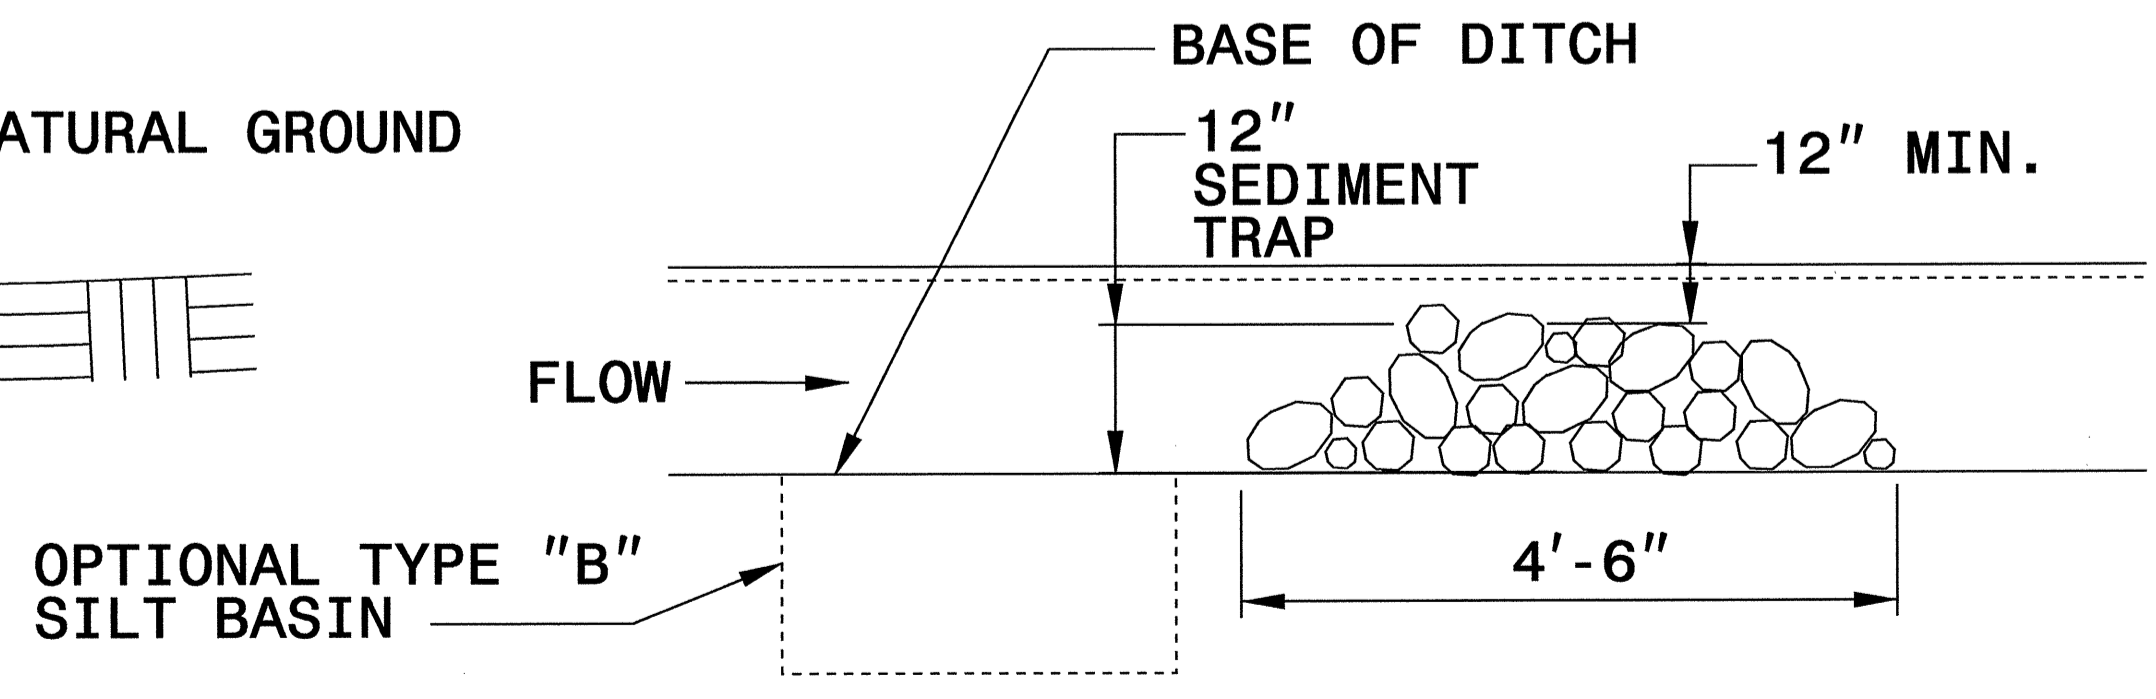 BASE OF DITCH
ATURAL GROUND
12"
SEDIMENT
TRAP
12" MIN.
FLOW
OPTIONAL TYPE "B"
SILT BASIN
4'-6"